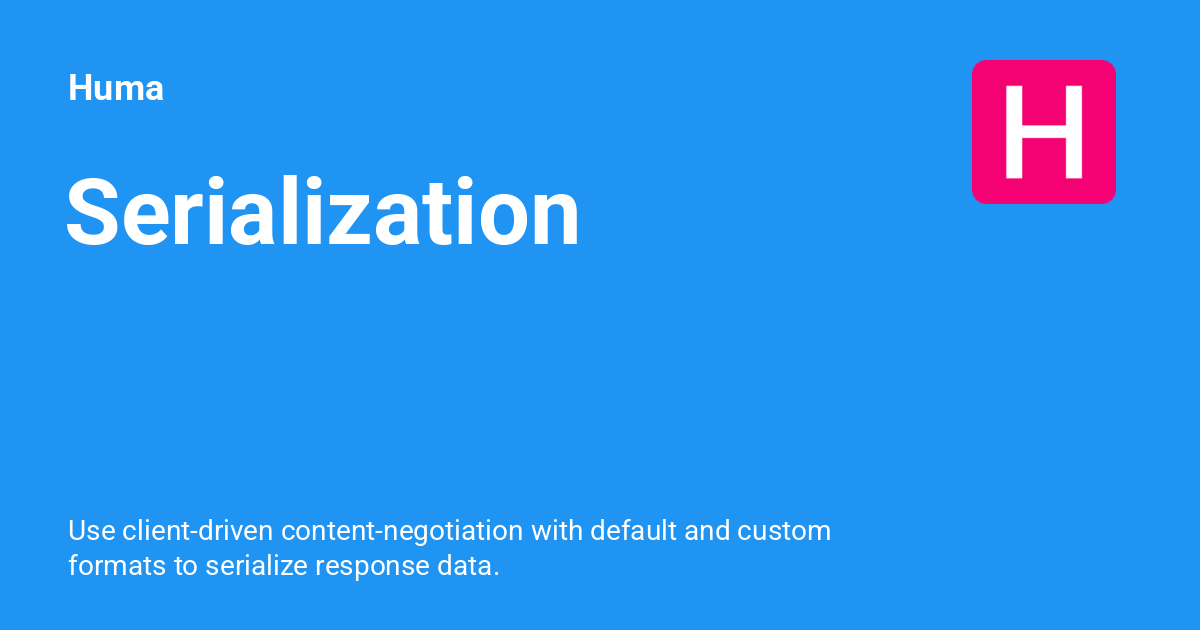 Huma
H
Serialization
Use client-driven content-negotiation with default and custom
formats to serialize response data.